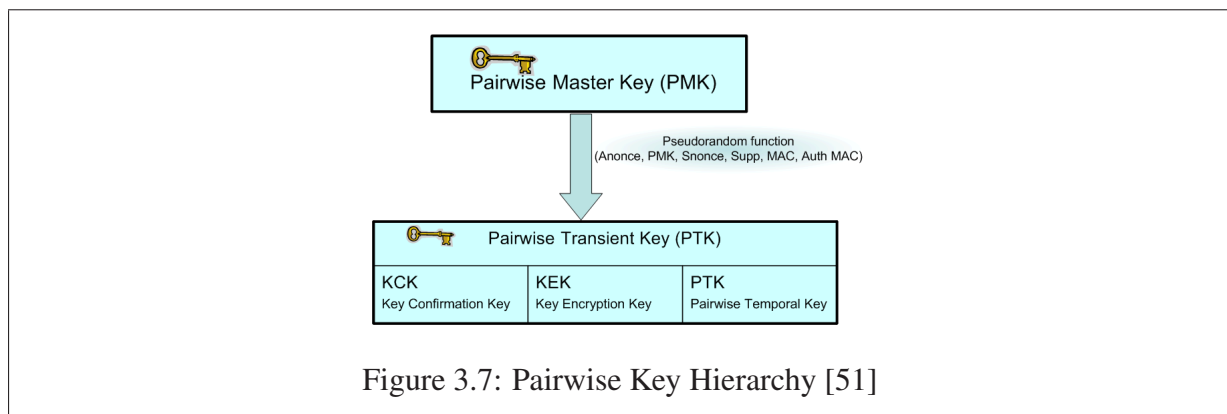 Pairwise Master Key (PMK)
Pseudorandom function
(Anonce, PMK, Snonce, Supp, MAC, Auth MAC)
Pairwise Transient Key (PTK)
KCK
Key Confirmation Key
KEK
Key Encryption Key
PTK
Pairwise Temporal Key
Figure 3.7: Pairwise Key Hierarchy [51]